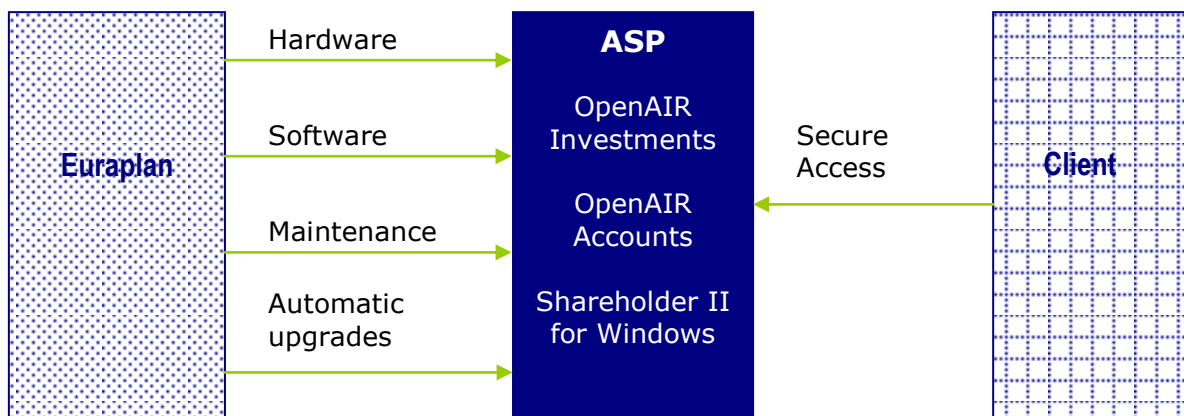 Euraplan
Hardware
Software
Maintenance
Automatic
upgrades
ASP
OpenAIR
Investments
OpenAIR
Accounts
Shareholder II
for Windows
Secure
Access
Client